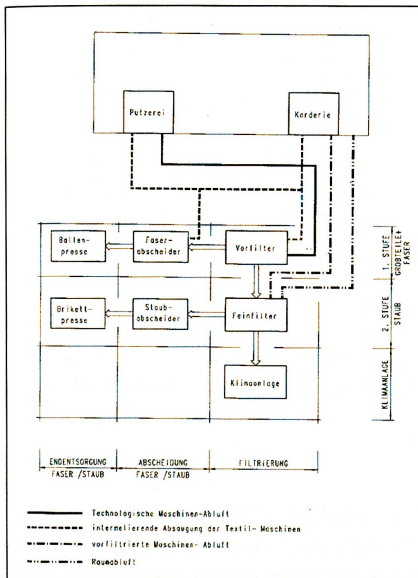 Putzerei
Karderie
Ballen-
presse
Faser-
abscheider
Vorfilter
1. STUFE
GROBTEILE+
FASER
Brikett-
presse
Staub-
abscheider
Feinfilter
2. STUFE
STAUB
Klimaanlage
KLIMAANLAGE
ENDENTSORGUNG
FASER /STAUB
ABSCHEIDUNG
FASER /STAUB
FILTRIERUNG
Technologische Maschinen-Abluft
intermelierende Absaugung der Textil- Maschinen
vorfiltrierte Maschinen- Abluft
Raumabluft